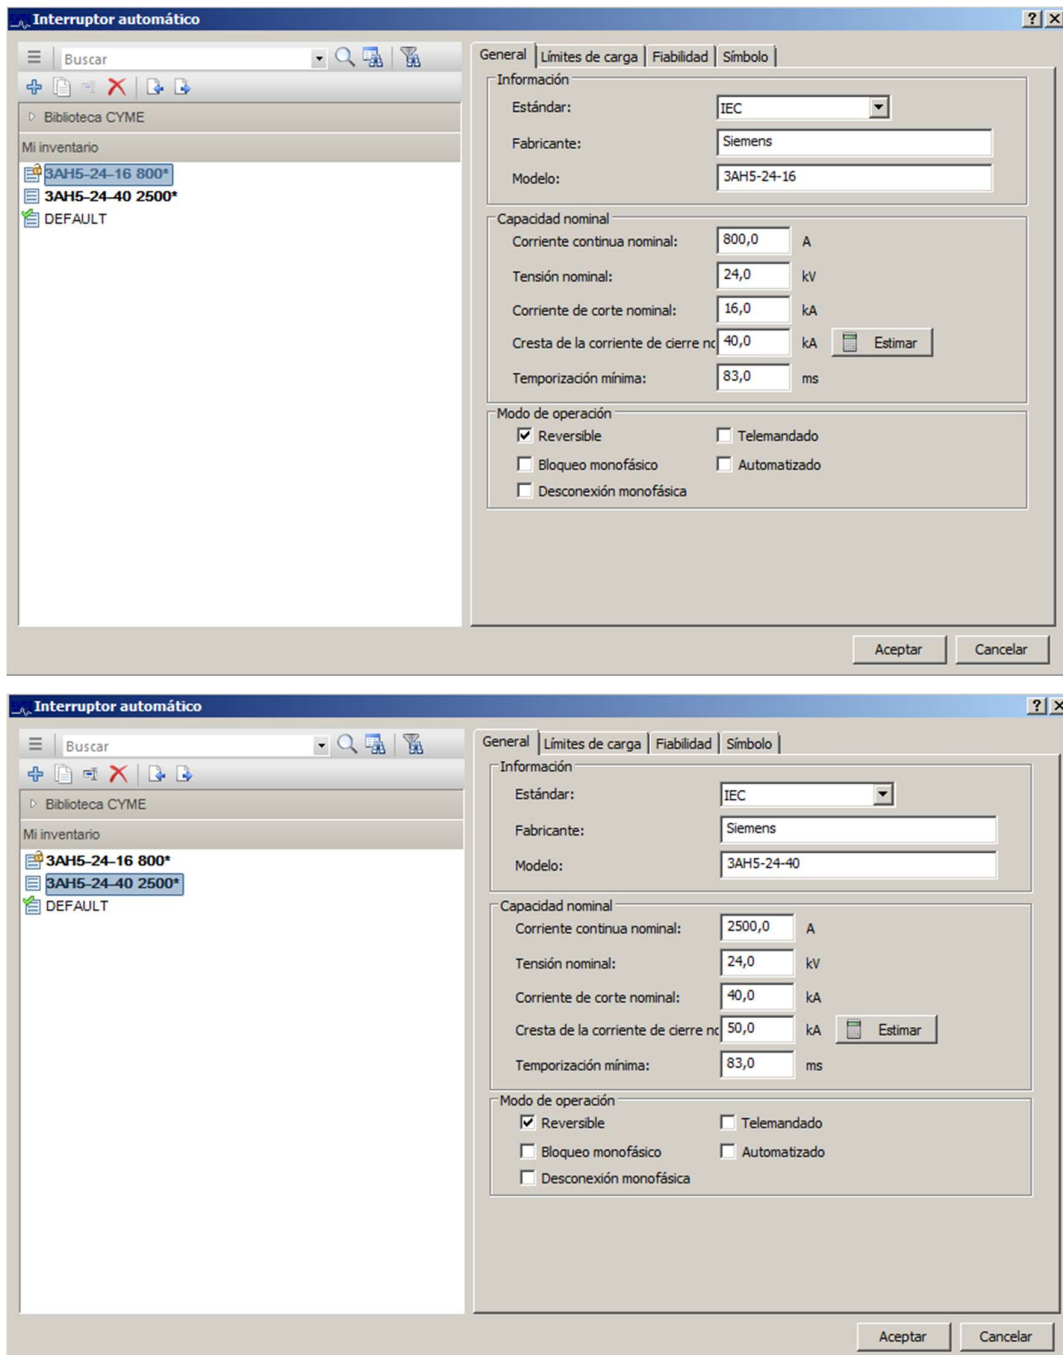 Interruptor automático
Buscar
Biblioteca CYME
Mi inventario
3AH5-24-16 800*
3AH5-24-40 2500*
DEFAULT
General Límites de carga Fiabilidad Símbolo
Información
Estándar: IEC
Fabricante: Siemens
Modelo: 3AH5-24-16
Capacidad nominal
Corriente continua nominal: 800,0 A
Tensión nominal: 24,0 kV
Corriente de corte nominal: 16,0 kA
Cresta de la corriente de cierre no 40,0 kA Estimar
Temporización mínima: 83,0 ms
Modo de operación
Reversible Telemandado
Bloqueo monofásico Automatizado
Desconexión monofásica
Aceptar Cancelar
Interruptor automático
Buscar
Biblioteca CYME
Mi inventario
3AH5-24-16 800*
3AH5-24-40 2500*
DEFAULT
General Límites de carga Fiabilidad Símbolo
Información
Estándar: IEC
Fabricante: Siemens
Modelo: 3AH5-24-40
Capacidad nominal
Corriente continua nominal: 2500,0 A
Tensión nominal: 24,0 kV
Corriente de corte nominal: 40,0 kA
Cresta de la corriente de cierre no 50,0 kA Estimar
Temporización mínima: 83,0 ms
Modo de operación
Reversible Telemandado
Bloqueo monofásico Automatizado
Desconexión monofásica
Aceptar Cancelar